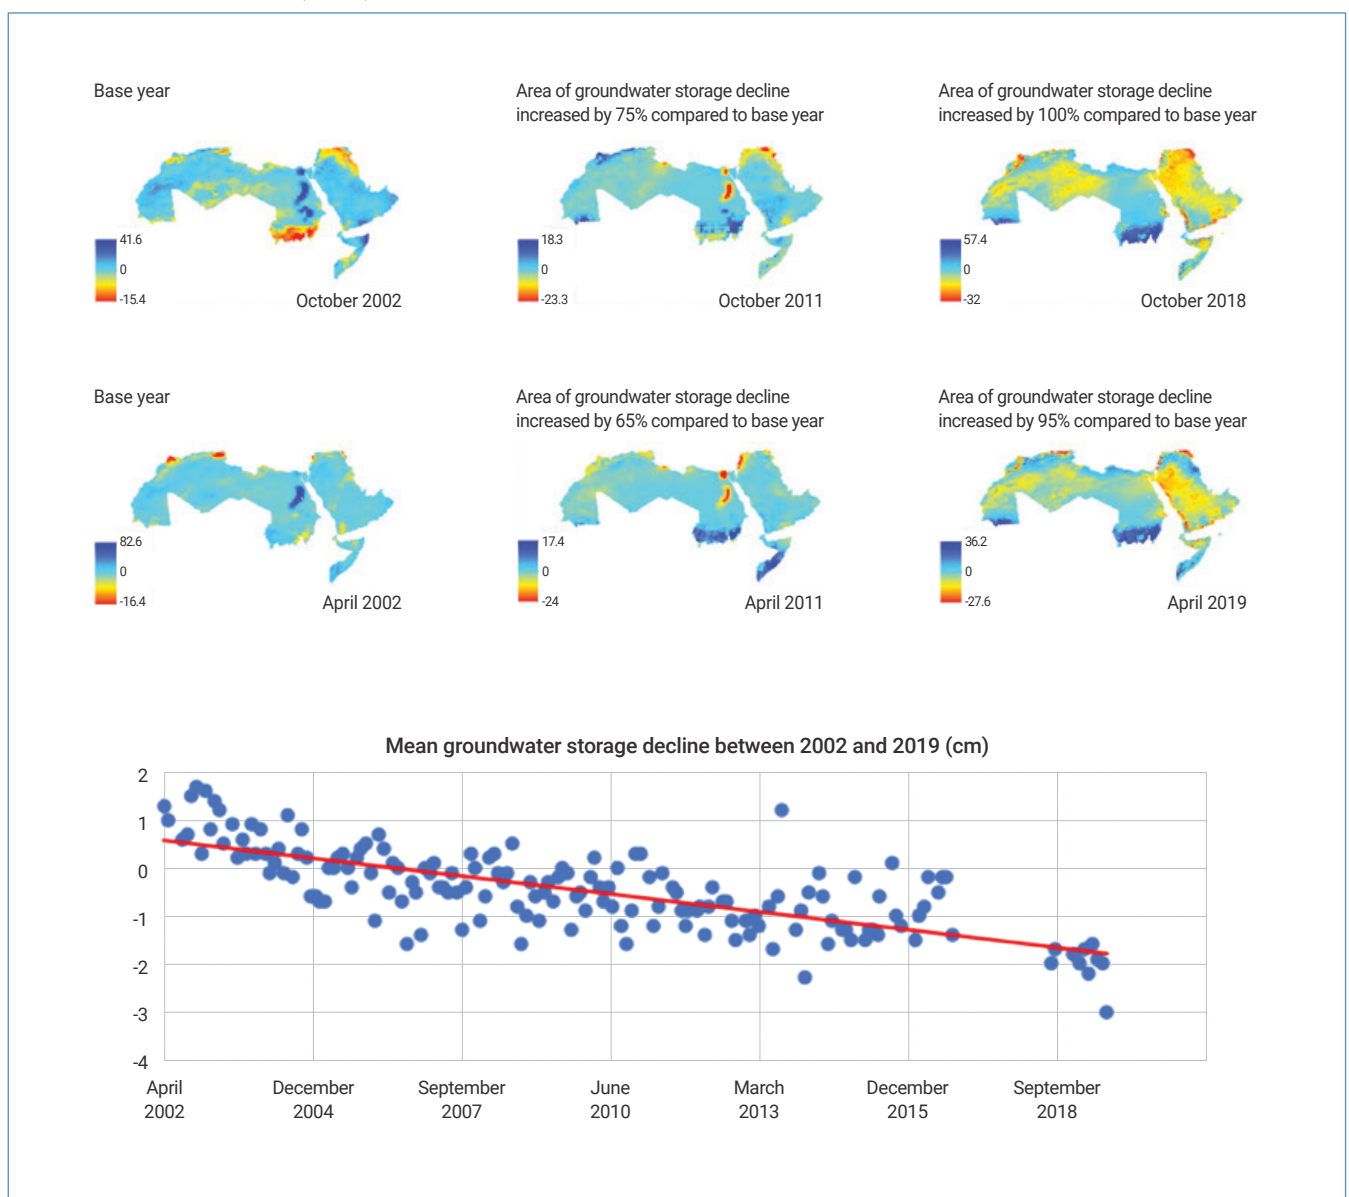 Base year
Area of groundwater storage decline
increased by 75% compared to base year
Area of groundwater storage decline
increased by 100% compared to base year
41.6
0
-15.4
October 2002
18.3
0
-23.3
October 2011
57.4
0
-32
October 2018
Base year
Area of groundwater storage decline
increased by 65% compared to base year
Area of groundwater storage decline
increased by 95% compared to base year
82.6
0
-16.4
April 2002
17.4
0
-24
April 2011
36.2
0
-27.6
April 2019
Mean groundwater storage decline between 2002 and 2019 (cm)
2
1
0
-1
-2
-3
-4
April
2002
December
2004
September
2007
June
2010
March
2013
December
2015
September
2018